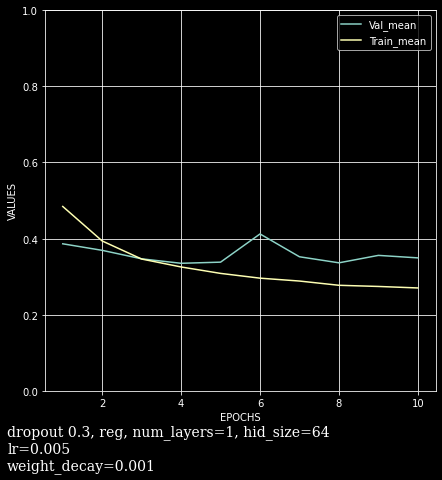 Val_mean
Train_mean
1.0
0.8
0.6
0.4
0.2
0.0
VALUES
2 4 6 8 10
EPOCHS
dropout 0.3, reg, num_layers=1, hid_size=64
lr=0.005
weight_decay=0.001